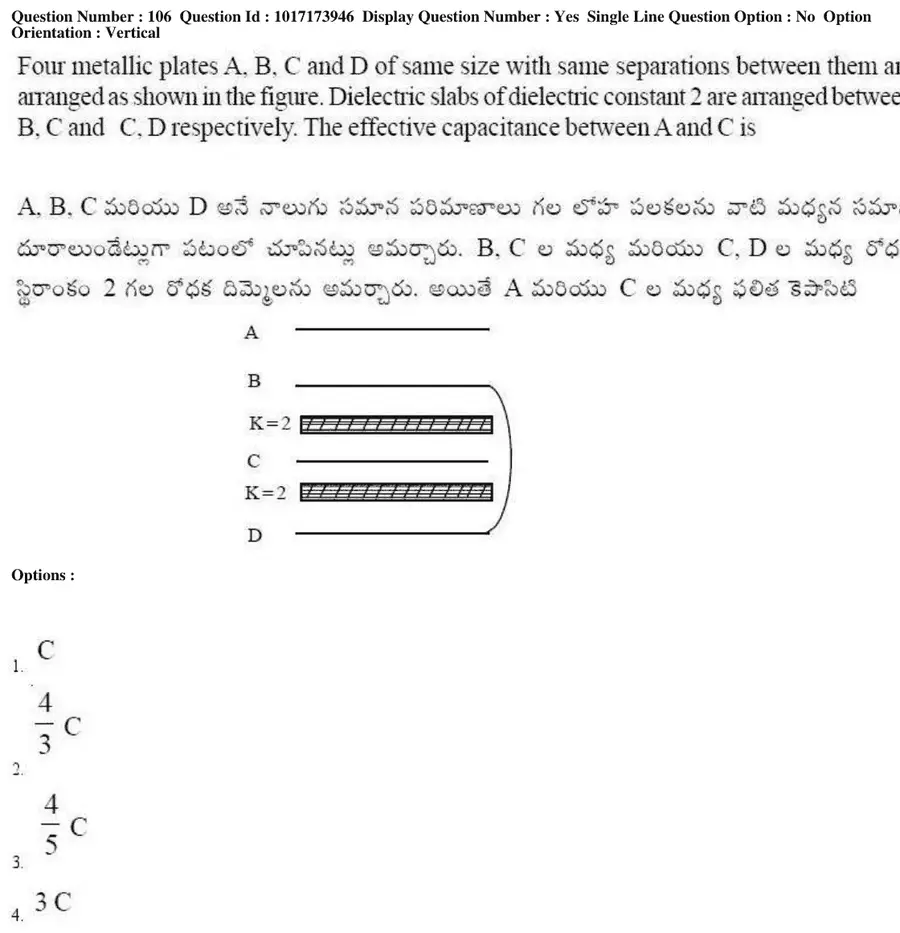 Question Number : 106 Question Id : 1017173946 Display Question Number : Yes Single Line Question Option : No Option
Orientation : Vertical
Four metallic plates A, B, C and D of same size with same separations between them ar
arranged as shown in the figure. Dielectric slabs of dielectric constant 2 are arranged betwee
B, C and C, D respectively. The effective capacitance between A and C is
A, B, C మరియు D అనే నాలుగు సమాన పరిమాణాలు గల లోహ పలకలను వాటి మధ్యన సమా
దూరాలుండేట్లుగా పటంలో చూపినట్లు అమర్చారు. B, C ల మధ్య మరియు C, D ల మధ్య రోధ
స్థిరాంకం 2 గల రోధక దిమ్మెలను అమర్చారు. అయితే A మరియు C ల మధ్య ఫలిత కెపాసిటి
A
B
K=2
C
K=2
D
Options :
1. C
2. 4/3 C
3. 4/5 C
4. 3 C